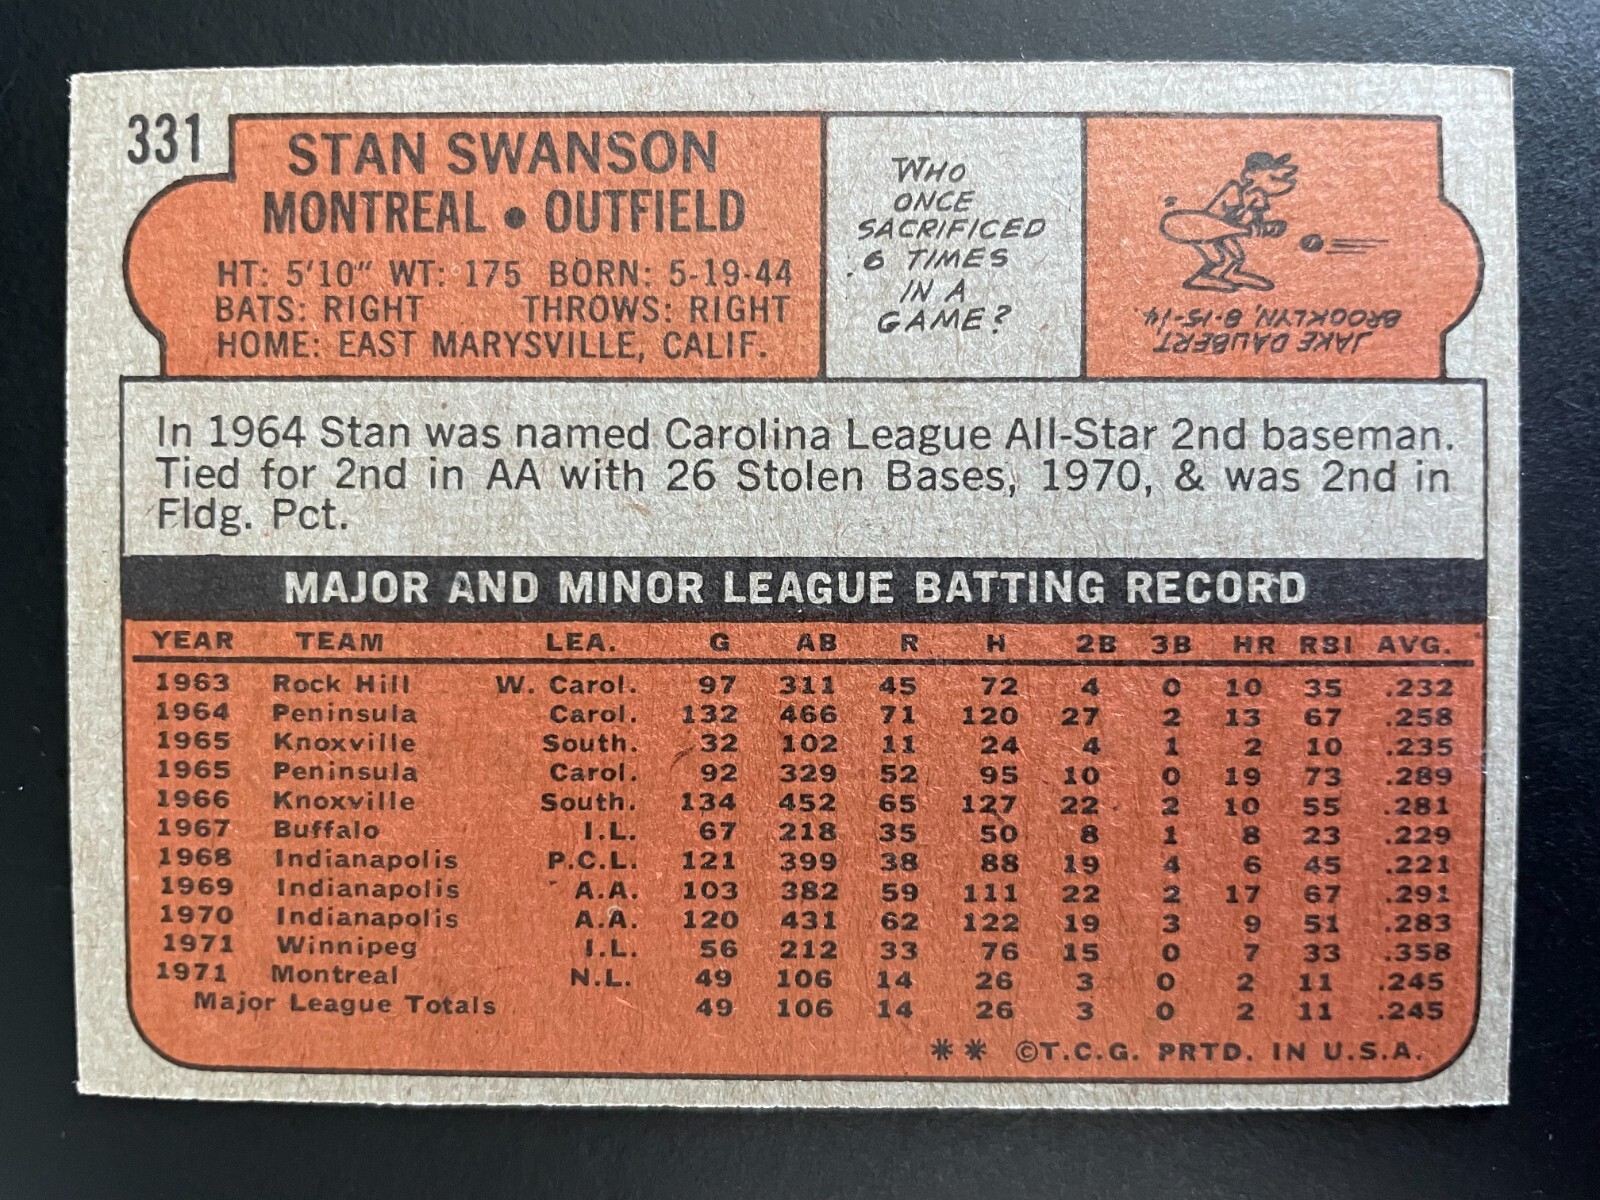 331
STAN SWANSON
MONTREAL • OUTFIELD
HT: 5'10" WT: 175 BORN: 5-19-44
BATS: RIGHT THROWS: RIGHT
HOME: EAST MARYSVILLE, CALIF.
WHO
ONCE
SACRIFICED
6 TIMES
IN A
GAME?
JAKE DAUBERT
BROOKLYN, 8-15-14.
In 1964 Stan was named Carolina League All-Star 2nd baseman.
Tied for 2nd in AA with 26 Stolen Bases, 1970, & was 2nd in
Fldg. Pct.
MAJOR AND MINOR LEAGUE BATTING RECORD
YEAR TEAM LEA. G AB R H 2B 3B HR RBI AVG.
1963 Rock Hill W. Carol. 97 311 45 72 4 0 10 35 .232
1964 Peninsula Carol. 132 466 71 120 27 2 13 67 .258
1965 Knoxville South. 32 102 11 24 4 1 2 10 .235
1965 Peninsula Carol. 92 329 52 95 10 0 19 73 .289
1966 Knoxville South. 134 452 65 127 22 2 10 55 .281
1967 Buffalo I.L. 67 218 35 50 8 1 8 23 .229
1968 Indianapolis P.C.L. 121 399 38 88 19 4 6 45 .221
1969 Indianapolis A.A. 103 382 59 111 22 2 17 67 .291
1970 Indianapolis A.A. 120 431 62 122 19 3 9 51 .283
1971 Winnipeg I.L. 56 212 33 76 15 0 7 33 .358
1971 Montreal N.L. 49 106 14 26 3 0 2 11 .245
Major League Totals 49 106 14 26 3 0 2 11 .245
** ©T.C.G. PRTD. IN U.S.A.